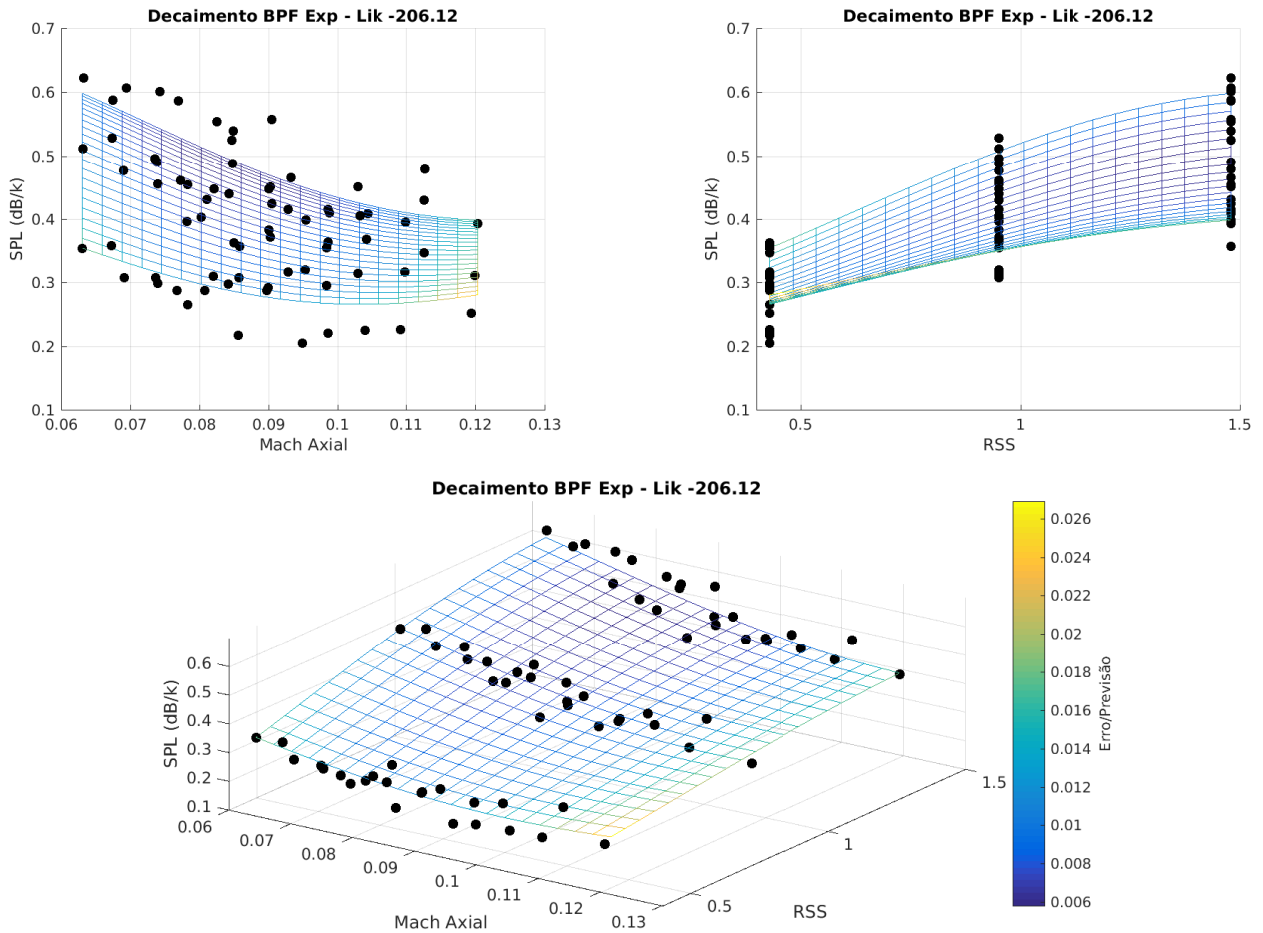 Decaimento BPF Exp - Lik -206.12
SPL (dB/k)
0.7
0.6
0.5
0.4
0.3
0.2
0.1
0.06 0.07 0.08 0.09 0.1 0.11 0.12 0.13
Mach Axial
Decaimento BPF Exp - Lik -206.12
SPL (dB/k)
0.7
0.6
0.5
0.4
0.3
0.2
0.1
0.5 1 1.5
RSS
Decaimento BPF Exp - Lik -206.12
SPL (dB/k)
0.6
0.5
0.4
0.3
0.2
0.1
0.06 0.07 0.08 0.09 0.1 0.11 0.12 0.13
Mach Axial
0.5 1 1.5
RSS
0.026
0.024
0.022
0.02
0.018
0.016
0.014
0.012
0.01
0.008
0.006
Erro/Previsão